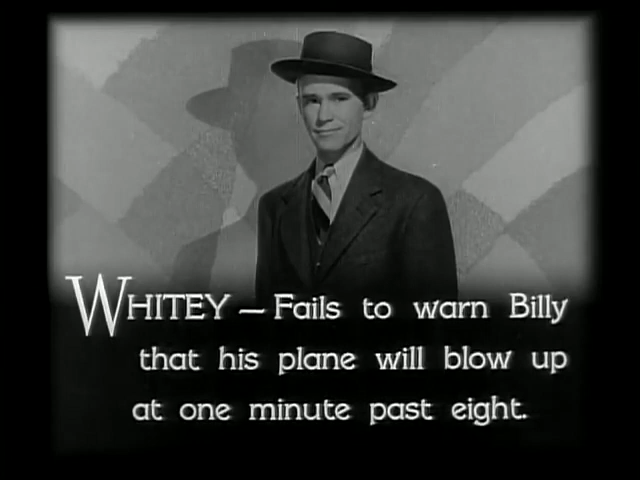 WHITEY — Fails to warn Billy
that his plane will blow up
at one minute past eight.